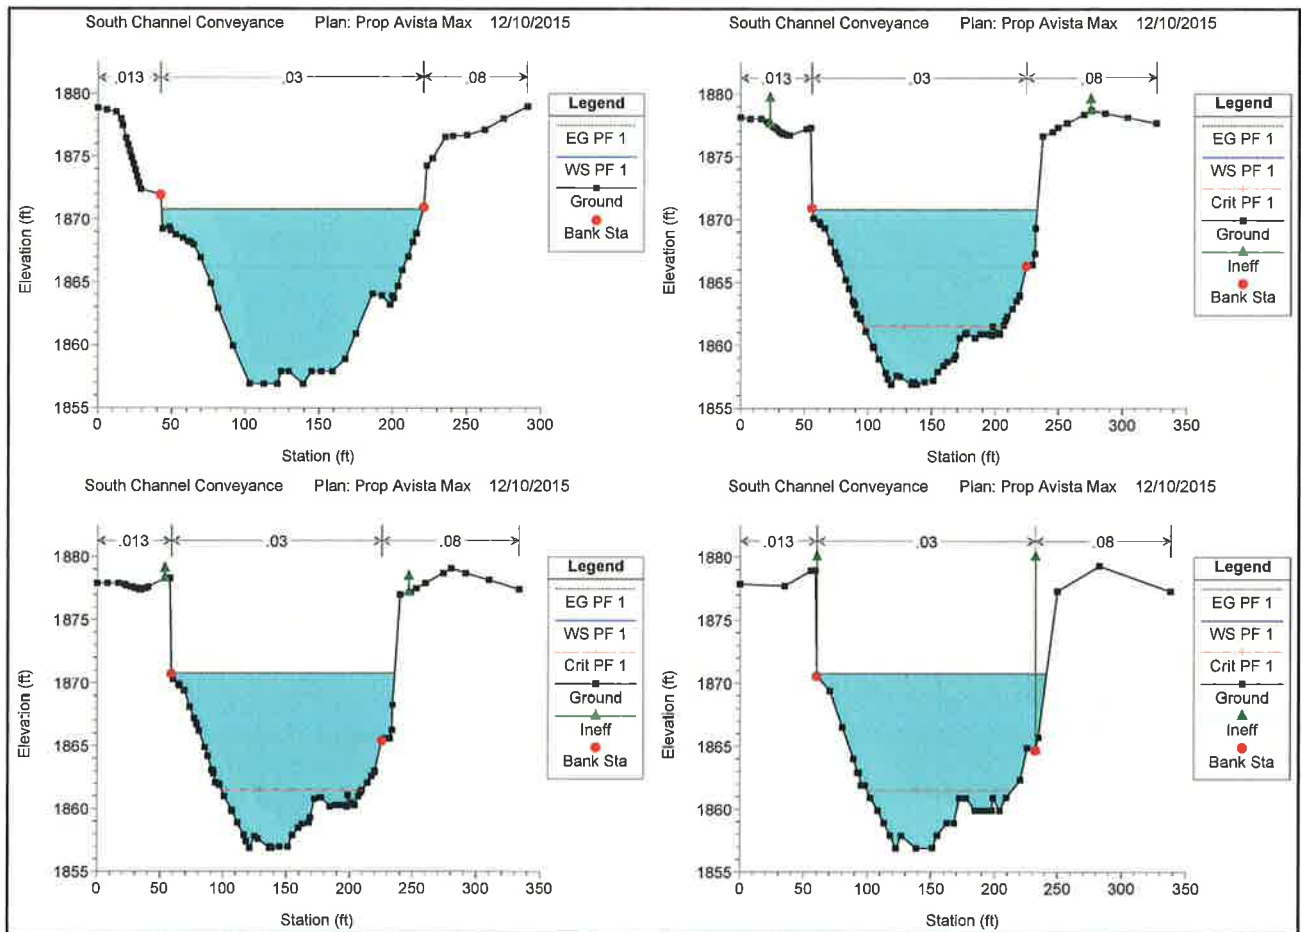 South Channel Conveyance Plan: Prop Avista Max 12/10/2015
.013 .03 .08
1880
1875
1870
1865
1860
1855
Elevation (ft)
0 50 100 150 200 250 300
Station (ft)
Legend
EG PF 1
WS PF 1
Ground
Bank Sta
South Channel Conveyance Plan: Prop Avista Max 12/10/2015
.013 .03 .08
1880
1875
1870
1865
1860
1855
Elevation (ft)
0 50 100 150 200 250 300 350
Station (ft)
Legend
EG PF 1
WS PF 1
Crit PF 1
Ground
Ineff
Bank Sta
South Channel Conveyance Plan: Prop Avista Max 12/10/2015
.013 .03 .08
1880
1875
1870
1865
1860
1855
Elevation (ft)
0 50 100 150 200 250 300 350
Station (ft)
Legend
EG PF 1
WS PF 1
Crit PF 1
Ground
Ineff
Bank Sta
South Channel Conveyance Plan: Prop Avista Max 12/10/2015
.013 .03 .08
1880
1875
1870
1865
1860
1855
Elevation (ft)
0 50 100 150 200 250 300 350
Station (ft)
Legend
EG PF 1
WS PF 1
Crit PF 1
Ground
Ineff
Bank Sta